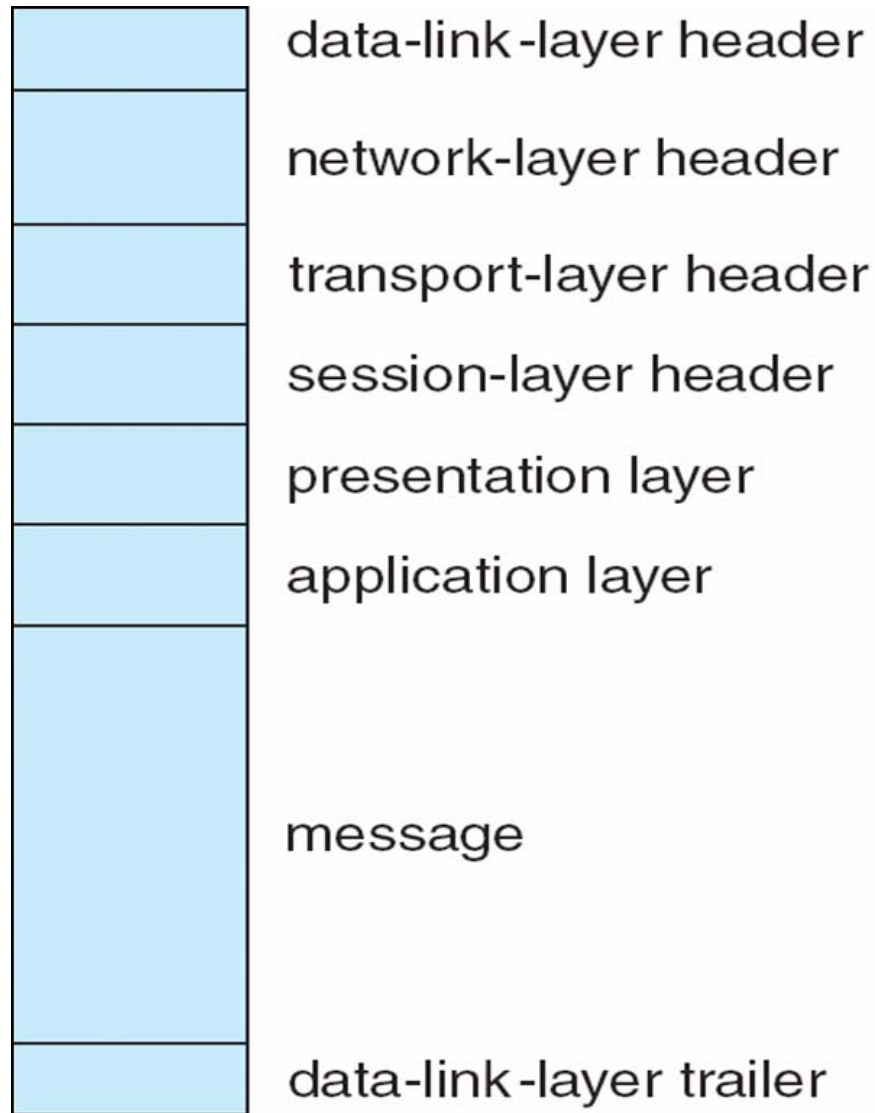 data-link-layer header
network-layer header
transport-layer header
session-layer header
presentation layer
application layer
message
data-link-layer trailer